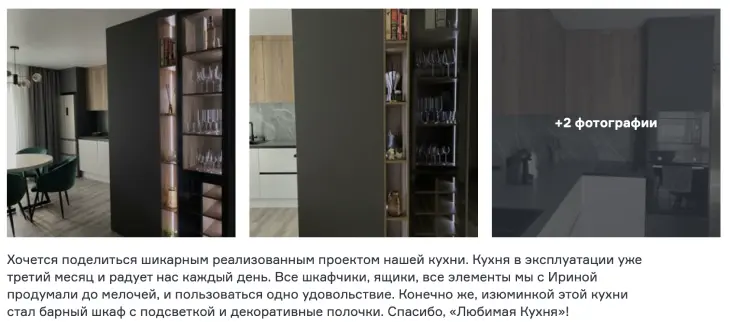 +2 фотографии
Хочется поделиться шикарным реализованным проектом нашей кухни. Кухня в эксплуатации уже
третий месяц и радует нас каждый день. Все шкафчики, ящики, все элементы мы с Ириной
продумали до мелочей, и пользоваться одно удовольствие. Конечно же, изюминкой этой кухни
стал барный шкаф с подсветкой и декоративные полочки. Спасибо, «Любимая Кухня»!